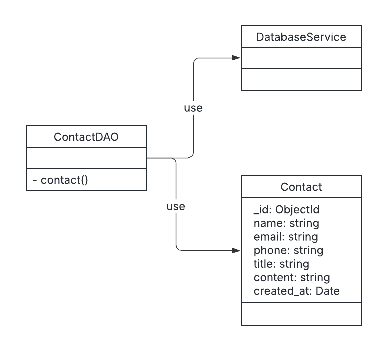 DatabaseService
use
ContactDAO
- contact()
use
Contact
_id: ObjectId
name: string
email: string
phone: string
title: string
content: string
created_at: Date